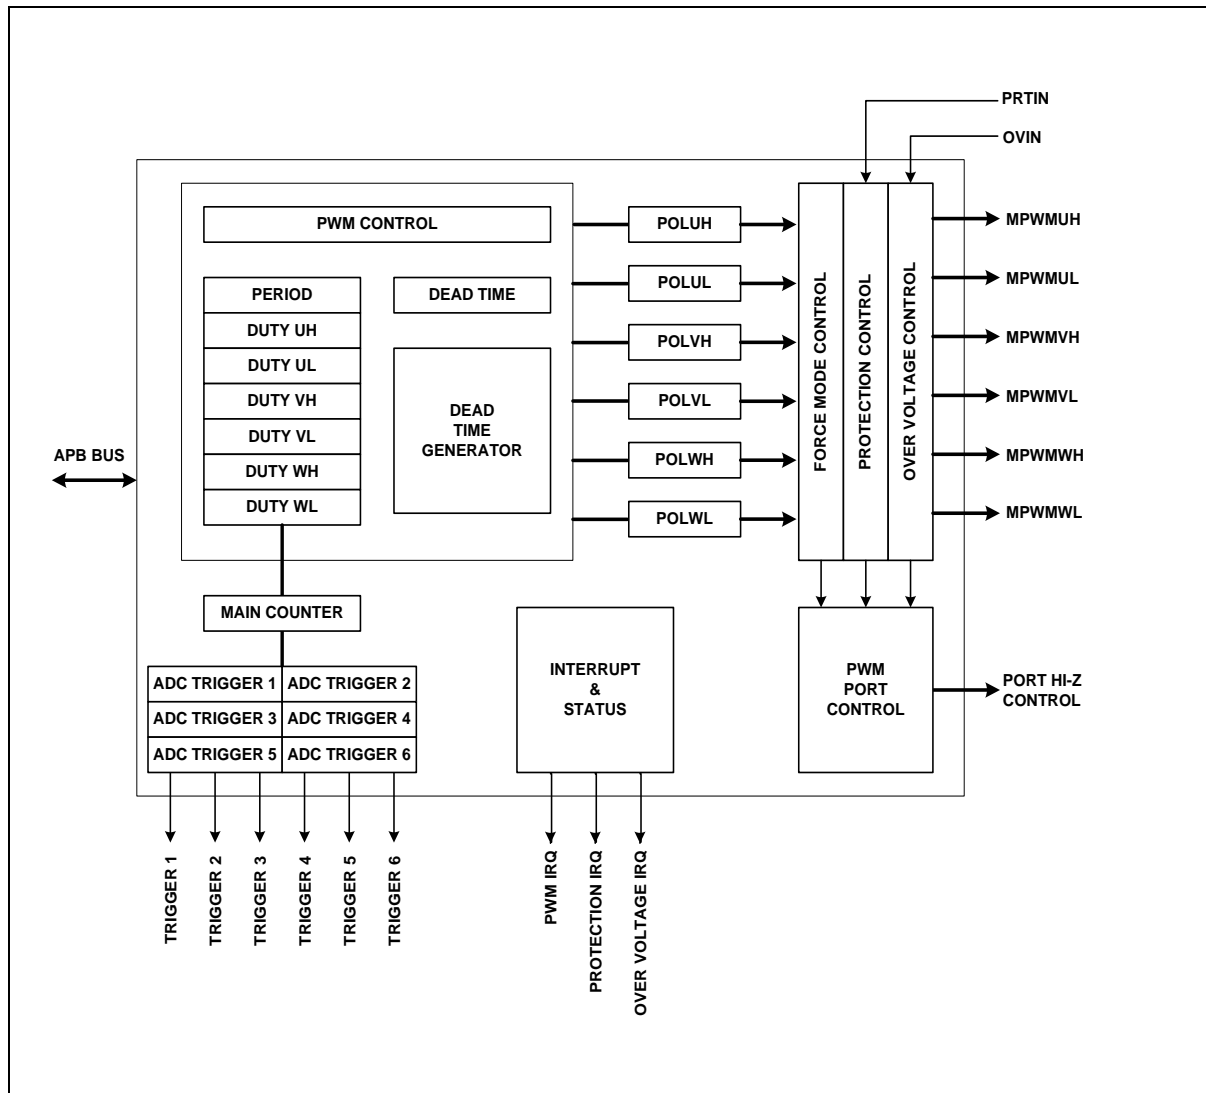 PRTIN
OVIN
PWM CONTROL
PERIOD
DUTY UH
DUTY UL
DUTY VH
DUTY VL
DUTY WH
DUTY WL
DEAD TIME
DEAD
TIME
GENERATOR
APB BUS
POLUH
POLUL
POLVH
POLVL
POLWH
POLWL
FORCE MODE CONTROL
PROTECTION CONTROL
OVER VOLTAGE CONTROL
MPWMUH
MPWMUL
MPWMVH
MPWMVL
MPWMWH
MPWMWL
MAIN COUNTER
ADC TRIGGER 1
ADC TRIGGER 2
ADC TRIGGER 3
ADC TRIGGER 4
ADC TRIGGER 5
ADC TRIGGER 6
INTERRUPT
&
STATUS
PWM
PORT
CONTROL
PORT HI-Z
CONTROL
TRIGGER 1
TRIGGER 2
TRIGGER 3
TRIGGER 4
TRIGGER 5
TRIGGER 6
PWM IRQ
PROTECTION IRQ
OVER VOLTAGE IRQ